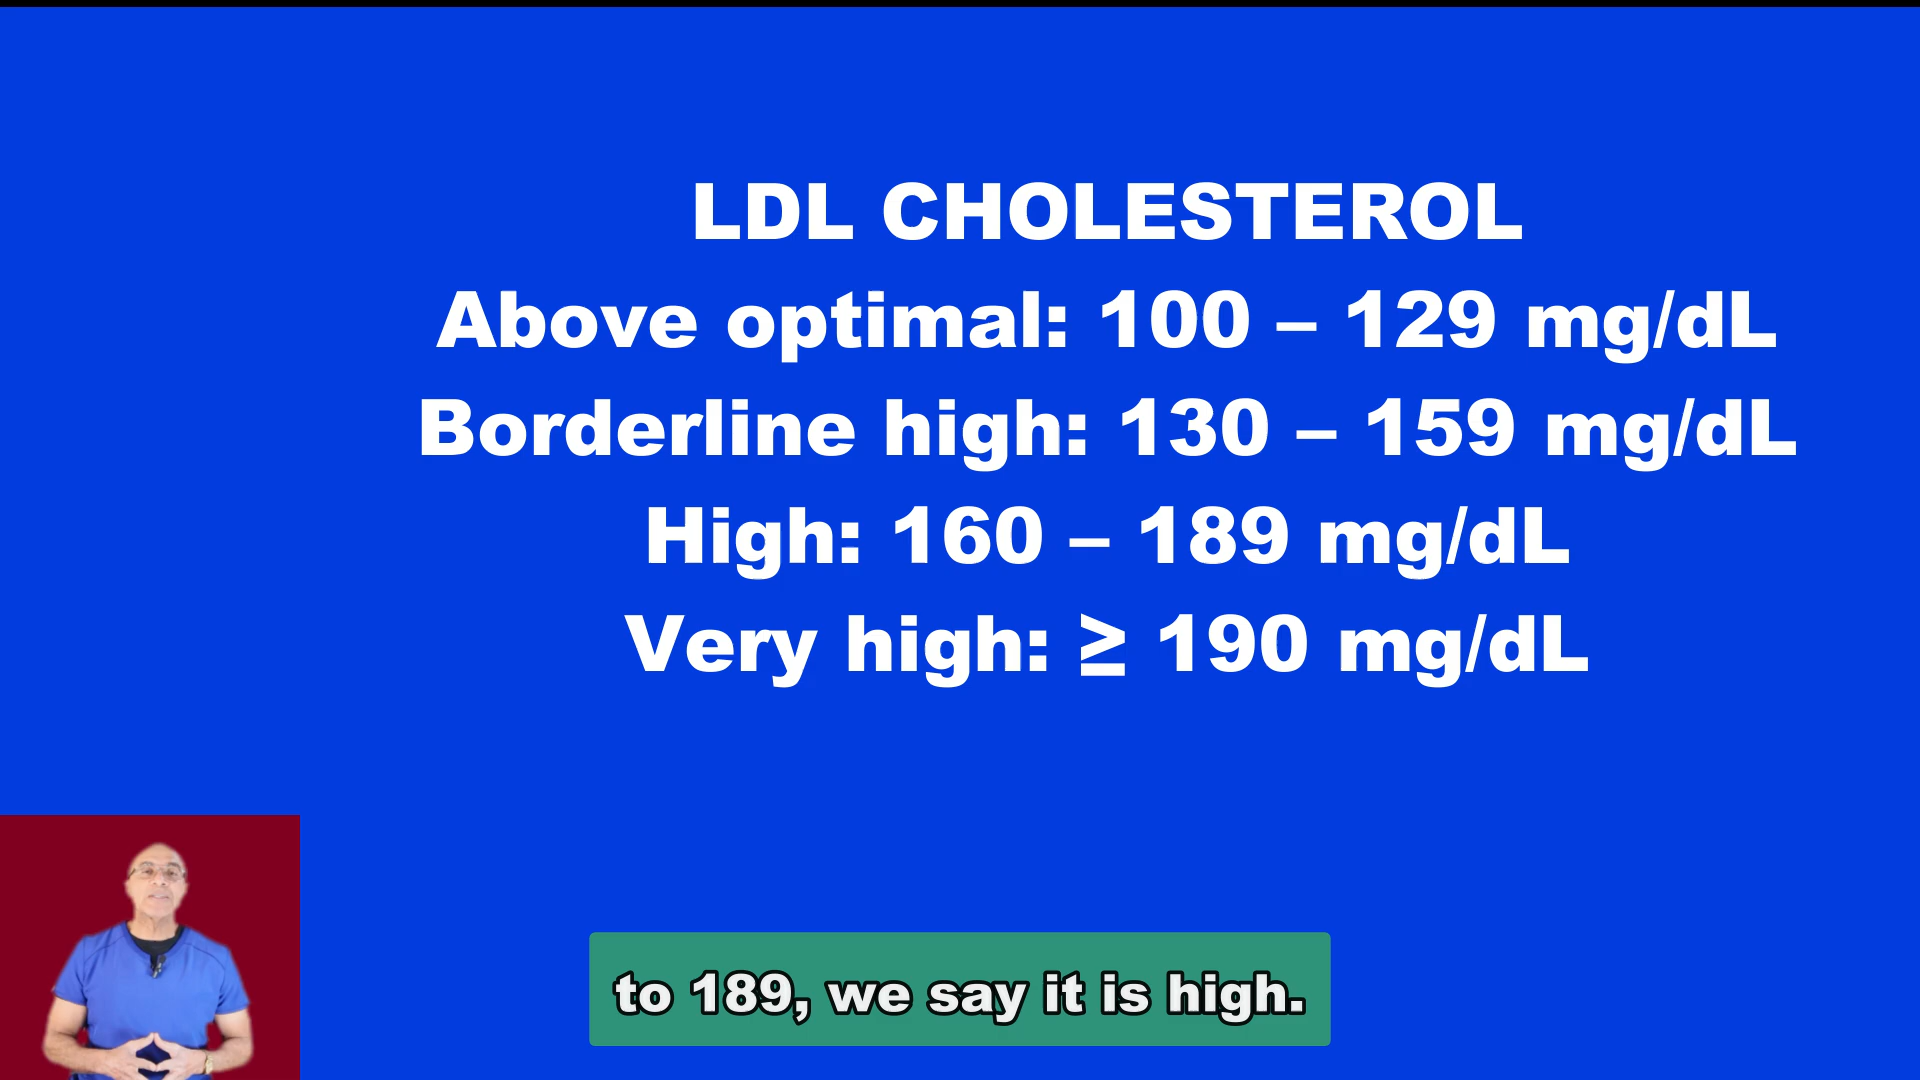 LDL CHOLESTEROL
Above optimal: 100 – 129 mg/dL
Borderline high: 130 – 159 mg/dL
High: 160 – 189 mg/dL
Very high: ≥ 190 mg/dL
to 189, we say it is high.